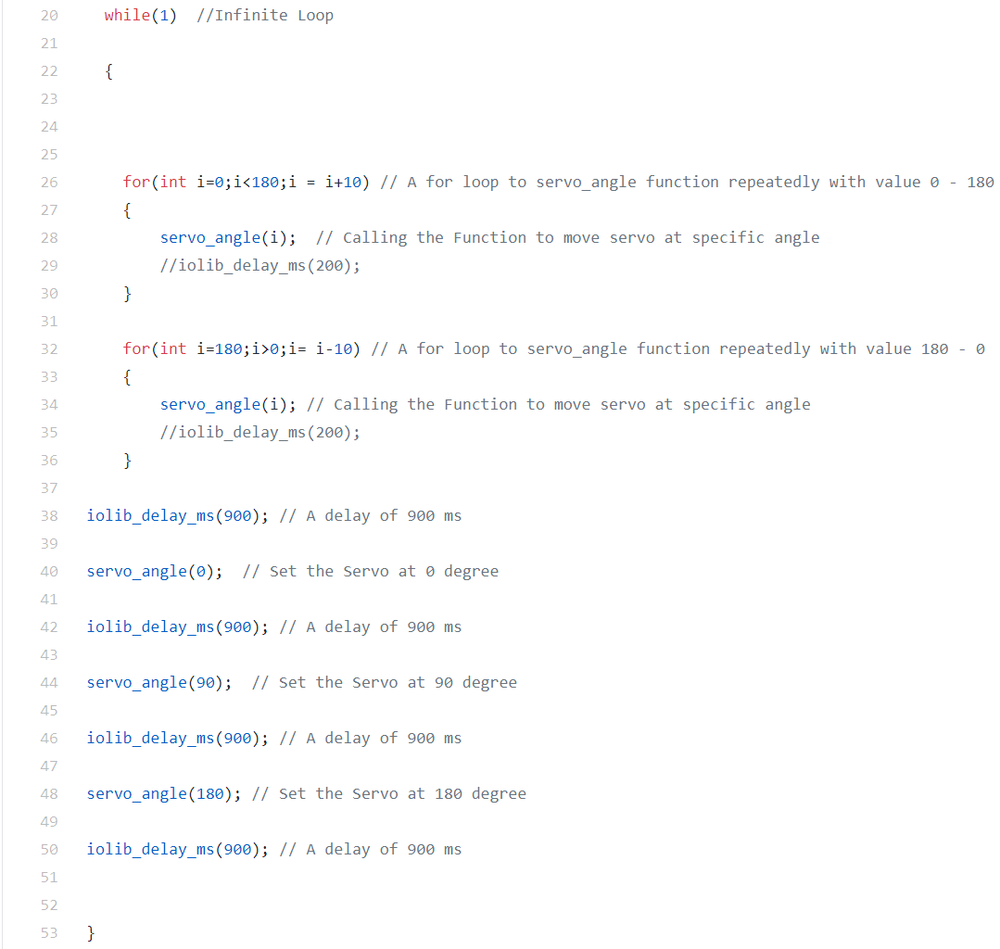 20 while(1)  //Infinite Loop
21
22 {
23
24
25
26 for(int i=0;i<180;i = i+10) // A for loop to servo_angle function repeatedly with value 0 - 180
27 {
28 servo_angle(i);  // Calling the Function to move servo at specific angle
29 //iolib_delay_ms(200);
30 }
31
32 for(int i=180;i>0;i= i-10) // A for loop to servo_angle function repeatedly with value 180 - 0
33 {
34 servo_angle(i); // Calling the Function to move servo at specific angle
35 //iolib_delay_ms(200);
36 }
37
38 iolib_delay_ms(900); // A delay of 900 ms
39
40 servo_angle(0);  // Set the Servo at 0 degree
41
42 iolib_delay_ms(900); // A delay of 900 ms
43
44 servo_angle(90);  // Set the Servo at 90 degree
45
46 iolib_delay_ms(900); // A delay of 900 ms
47
48 servo_angle(180); // Set the Servo at 180 degree
49
50 iolib_delay_ms(900); // A delay of 900 ms
51
52
53 }